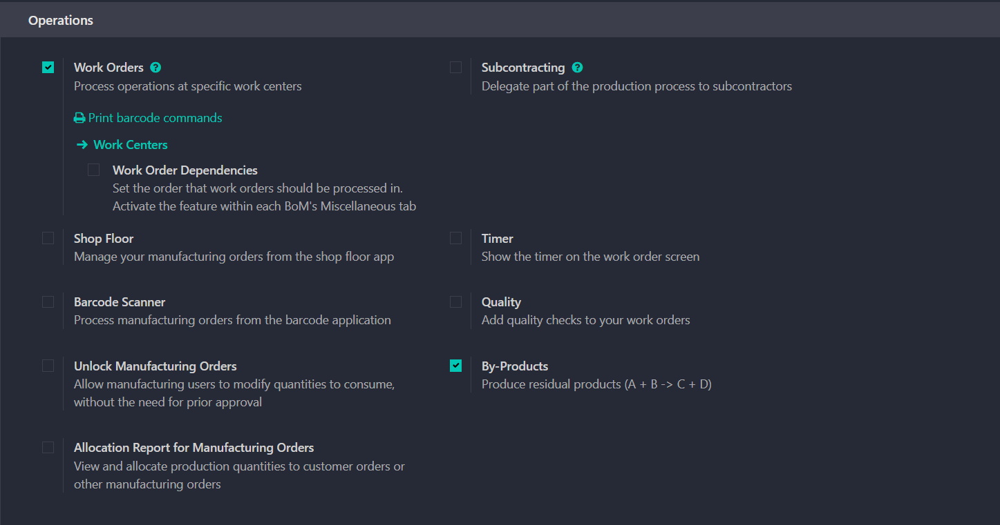 Operations
Work Orders
Process operations at specific work centers
Print barcode commands
Work Centers
Work Order Dependencies
Set the order that work orders should be processed in.
Activate the feature within each BoM's Miscellaneous tab
Subcontracting
Delegate part of the production process to subcontractors
Shop Floor
Manage your manufacturing orders from the shop floor app
Timer
Show the timer on the work order screen
Barcode Scanner
Process manufacturing orders from the barcode application
Quality
Add quality checks to your work orders
Unlock Manufacturing Orders
Allow manufacturing users to modify quantities to consume,
without the need for prior approval
By-Products
Produce residual products (A + B -> C + D)
Allocation Report for Manufacturing Orders
View and allocate production quantities to customer orders or
other manufacturing orders